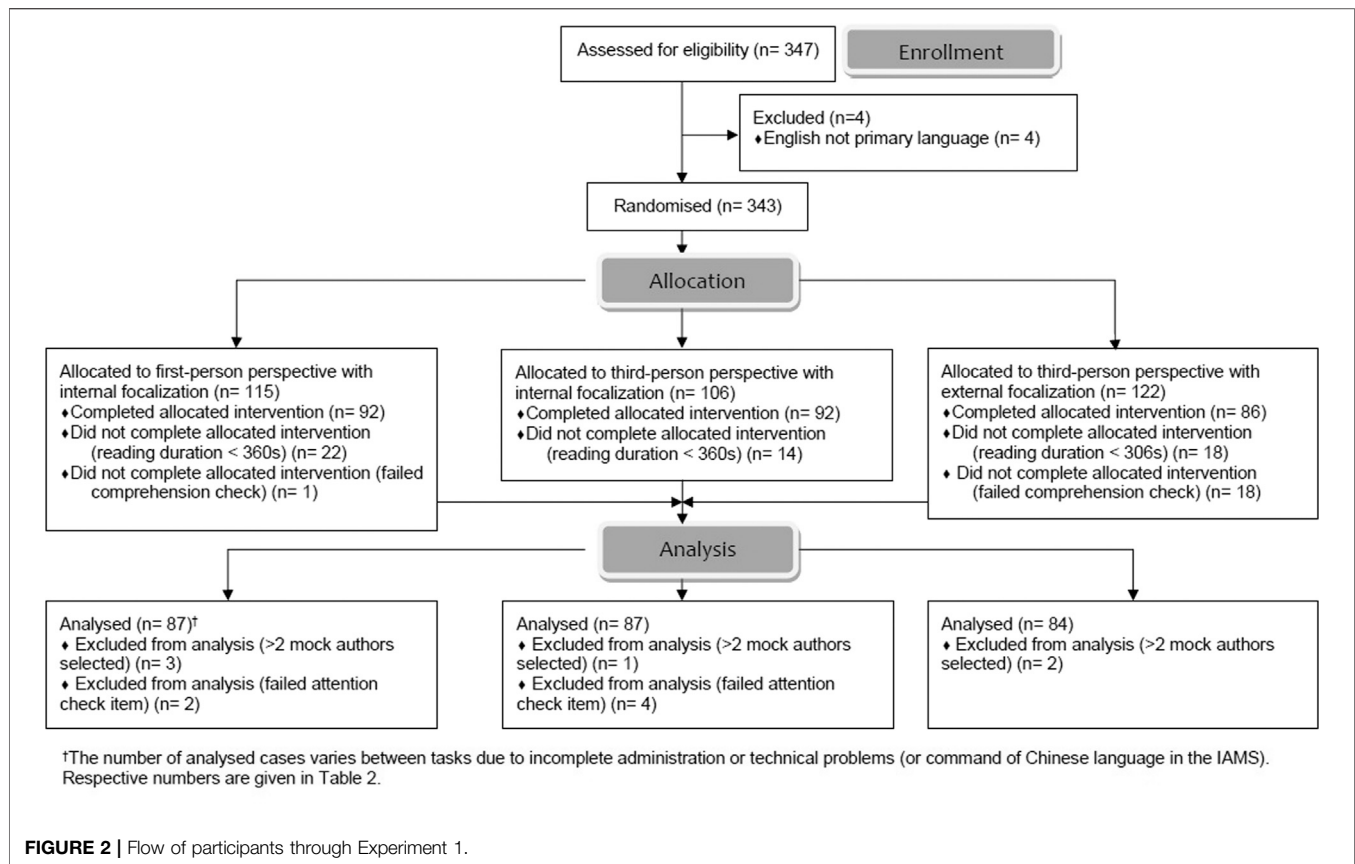 Assessed for eligibility (n= 347)
Enrollment
Excluded (n=4)
♦English not primary language (n= 4)
Randomised (n= 343)
Allocation
Allocated to first-person perspective with
internal focalization (n= 115)
♦Completed allocated intervention (n= 92)
♦Did not complete allocated intervention
(reading duration < 360s) (n= 22)
♦Did not complete allocated intervention (failed
comprehension check) (n= 1)
Allocated to third-person perspective with
internal focalization (n= 106)
♦Completed allocated intervention (n= 92)
♦Did not complete allocated intervention
(reading duration < 360s) (n= 14)
Allocated to third-person perspective with
external focalization (n= 122)
♦Completed allocated intervention (n= 86)
♦Did not complete allocated intervention
(reading duration < 306s) (n= 18)
♦ Did not complete allocated intervention
(failed comprehension check) (n= 18)
Analysis
Analysed (n= 87)†
♦ Excluded from analysis (>2 mock authors
selected) (n= 3)
♦ Excluded from analysis (failed attention
check item) (n= 2)
Analysed (n= 87)
♦ Excluded from analysis (>2 mock authors
selected) (n= 1)
♦ Excluded from analysis (failed attention
check item) (n= 4)
Analysed (n= 84)
♦ Excluded from analysis (>2 mock authors
selected) (n= 2)
†The number of analysed cases varies between tasks due to incomplete administration or technical problems (or command of Chinese language in the IAMS).
Respective numbers are given in Table 2.
FIGURE 2 | Flow of participants through Experiment 1.